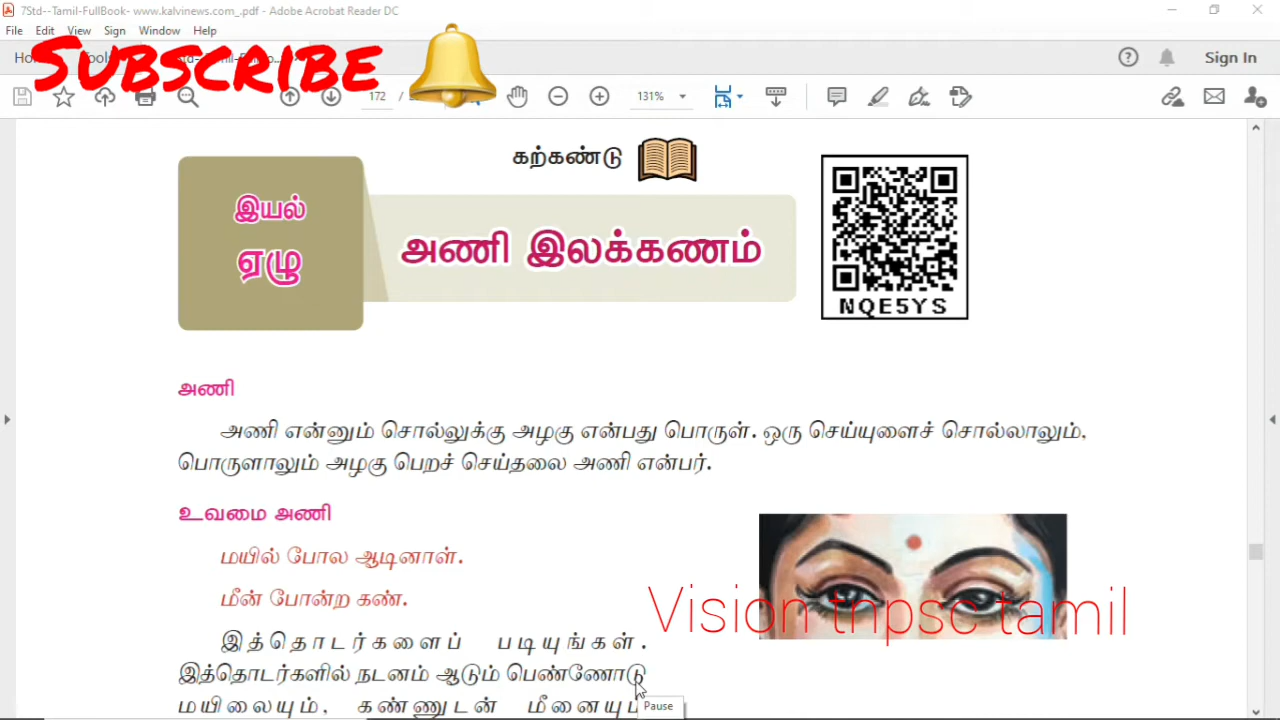 7Std--Tamil-FullBook- www.kalvinews.com_.pdf - Adobe Acrobat Reader DC
File Edit View Sign Window Help
SUBSCRIBE
Sign In
172 / 131%
கற்கண்டு
இயல்
ஏழு
அணி இலக்கணம்
NQE5YS
அணி
அணி என்னும் சொல்லுக்கு அழகு என்பது பொருள். ஒரு செய்யுளைச் சொல்லாலும்,
பொருளாலும் அழகு பெறச் செய்தலை அணி என்பர்.
உவமை அணி
மயில் போல ஆடினாள்.
மீன் போன்ற கண்.
Vision tnpsc tamil
இத்தொடர்களைப் படியுங்கள்.
இத்தொடர்களில் நடனம் ஆடும் பெண்ணோடு
மயிலையும், கண்ணுடன் மீனையும்
Pause